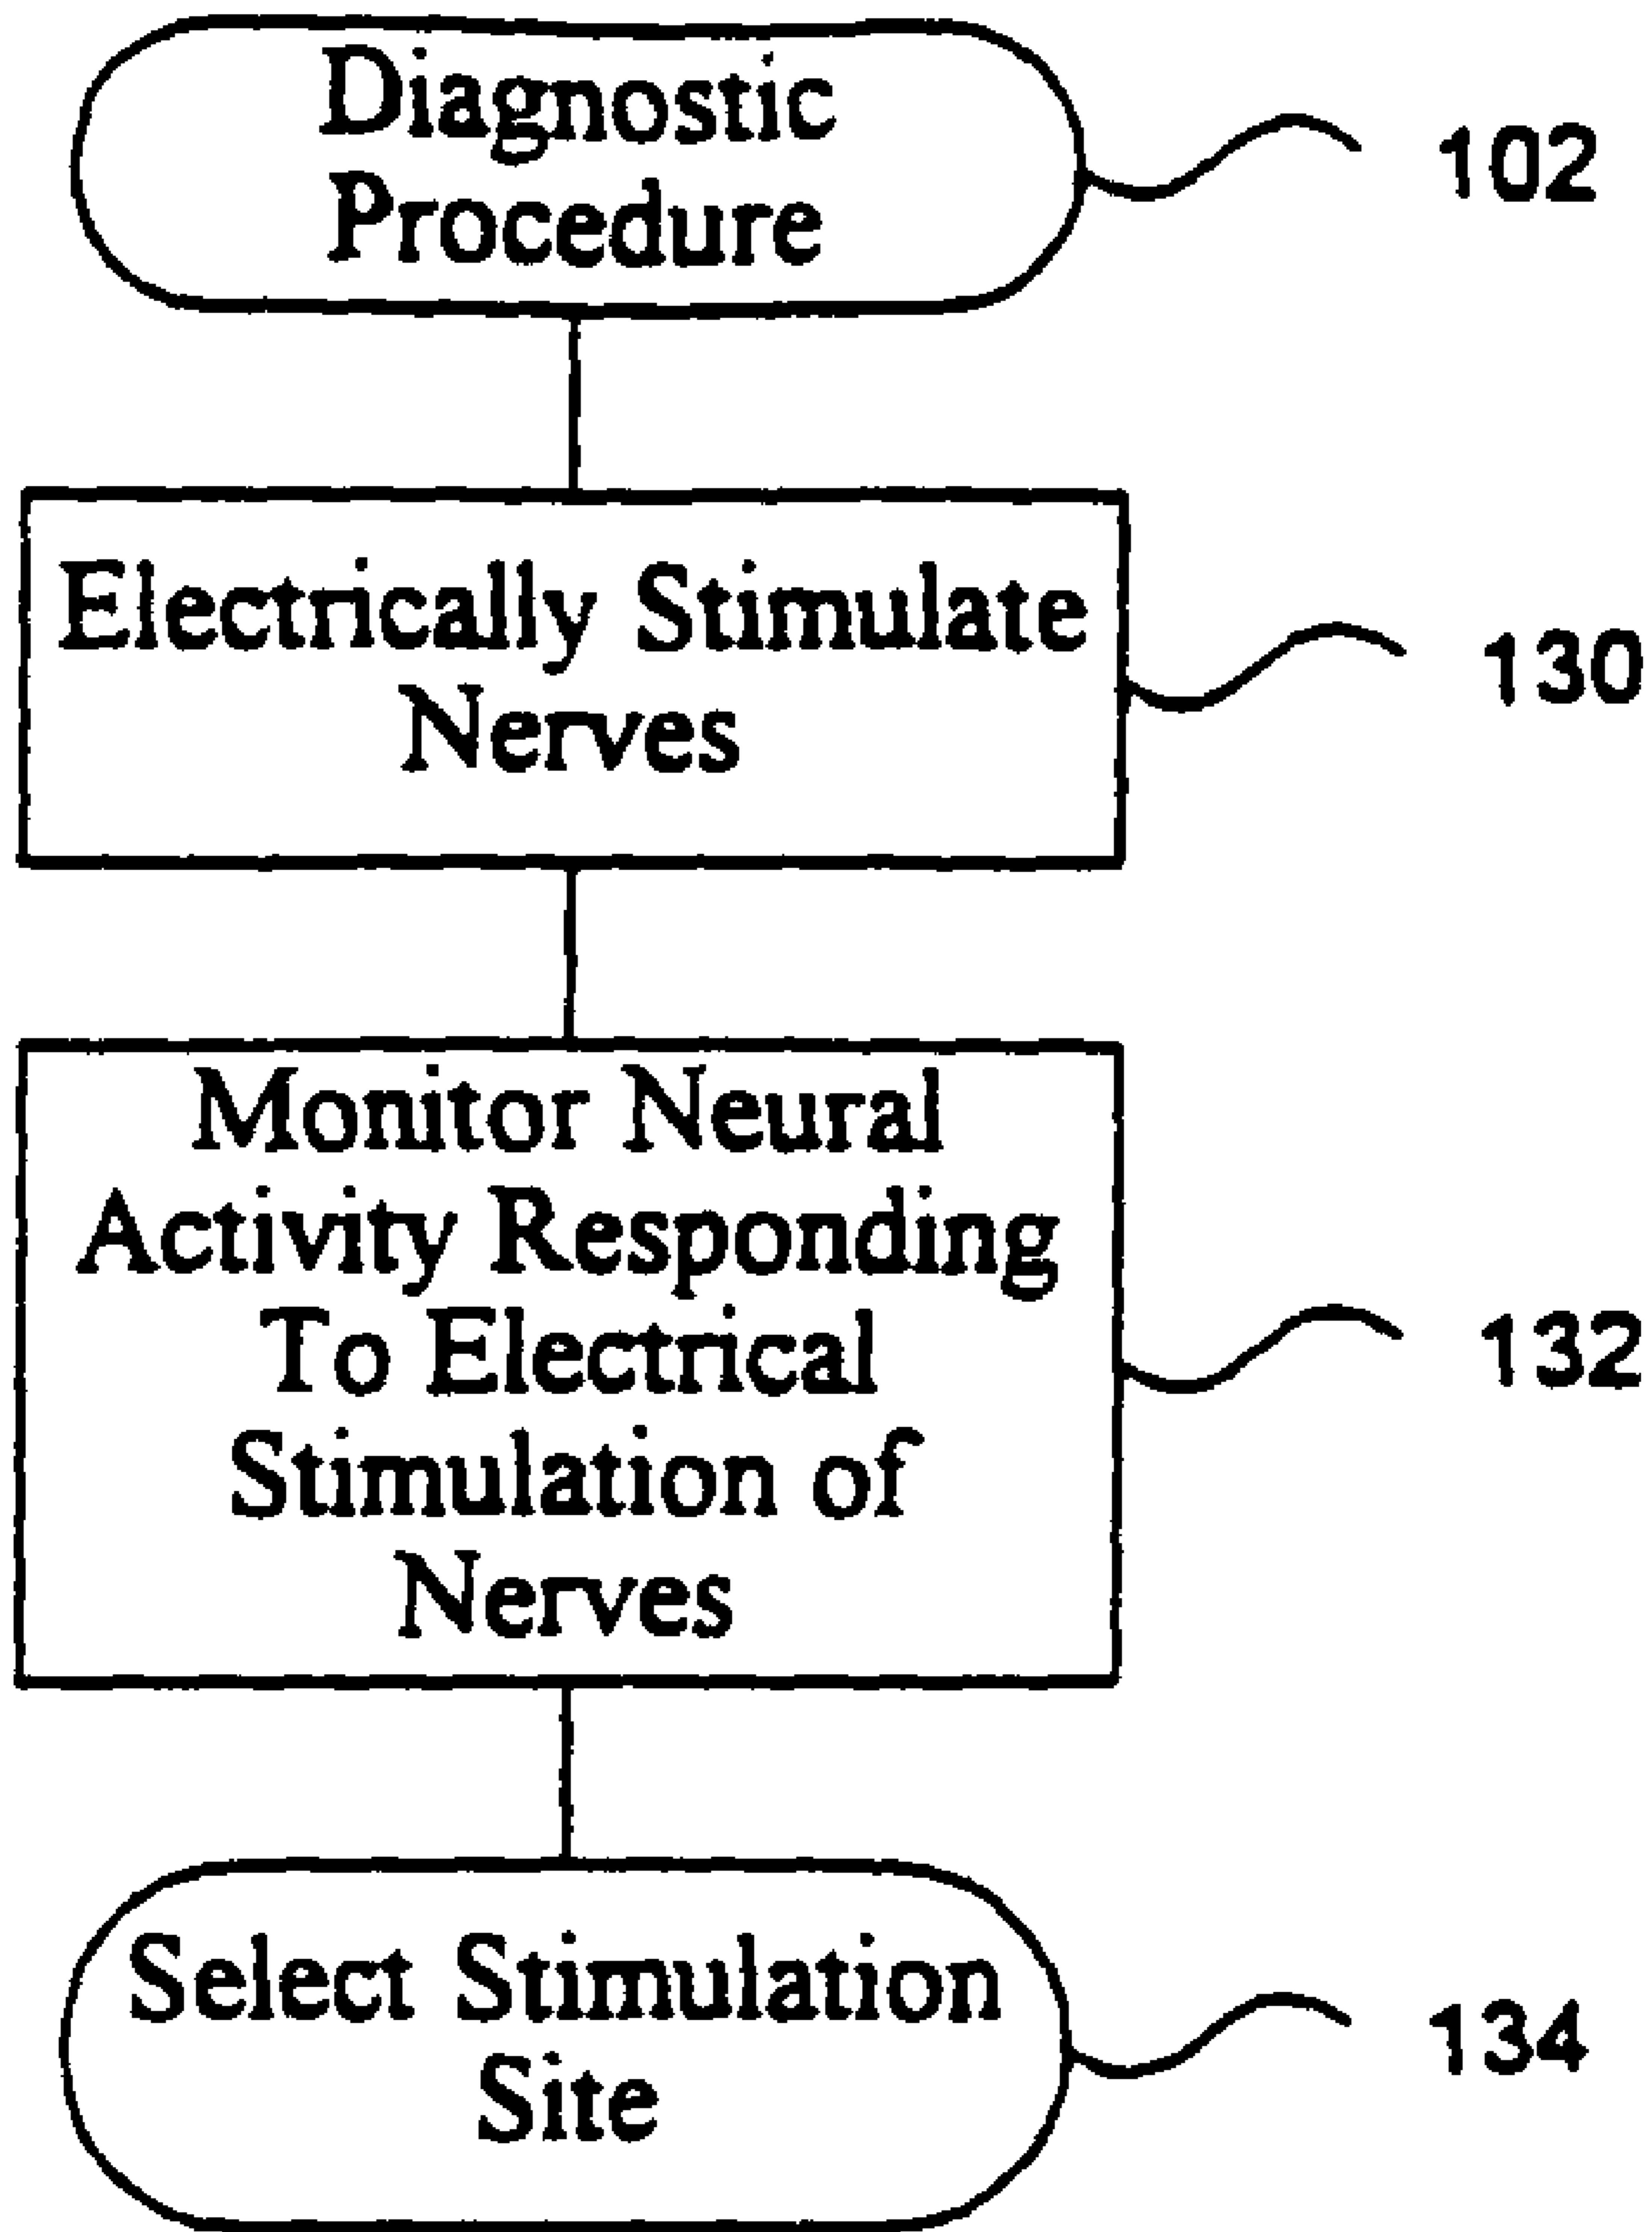 Diagnostic
Procedure
102
Electrically Stimulate
Nerves
130
Monitor Neural
Activity Responding
To Electrical
Stimulation of
Nerves
132
Select Stimulation
Site
134